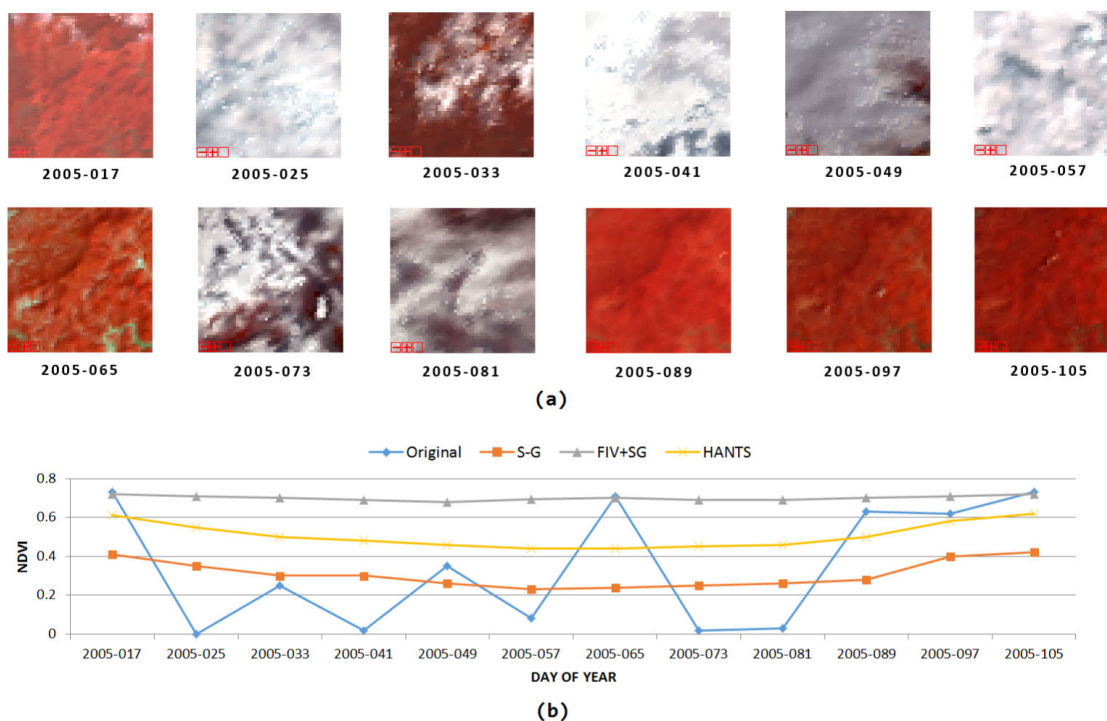 2005-017 2005-025 2005-033 2005-041 2005-049 2005-057
2005-065 2005-073 2005-081 2005-089 2005-097 2005-105
(a)
Original S-G FIV+SG HANTS
0.8
0.6
0.4
0.2
0
NDVI
2005-017 2005-025 2005-033 2005-041 2005-049 2005-057 2005-065 2005-073 2005-081 2005-089 2005-097 2005-105
DAY OF YEAR
(b)